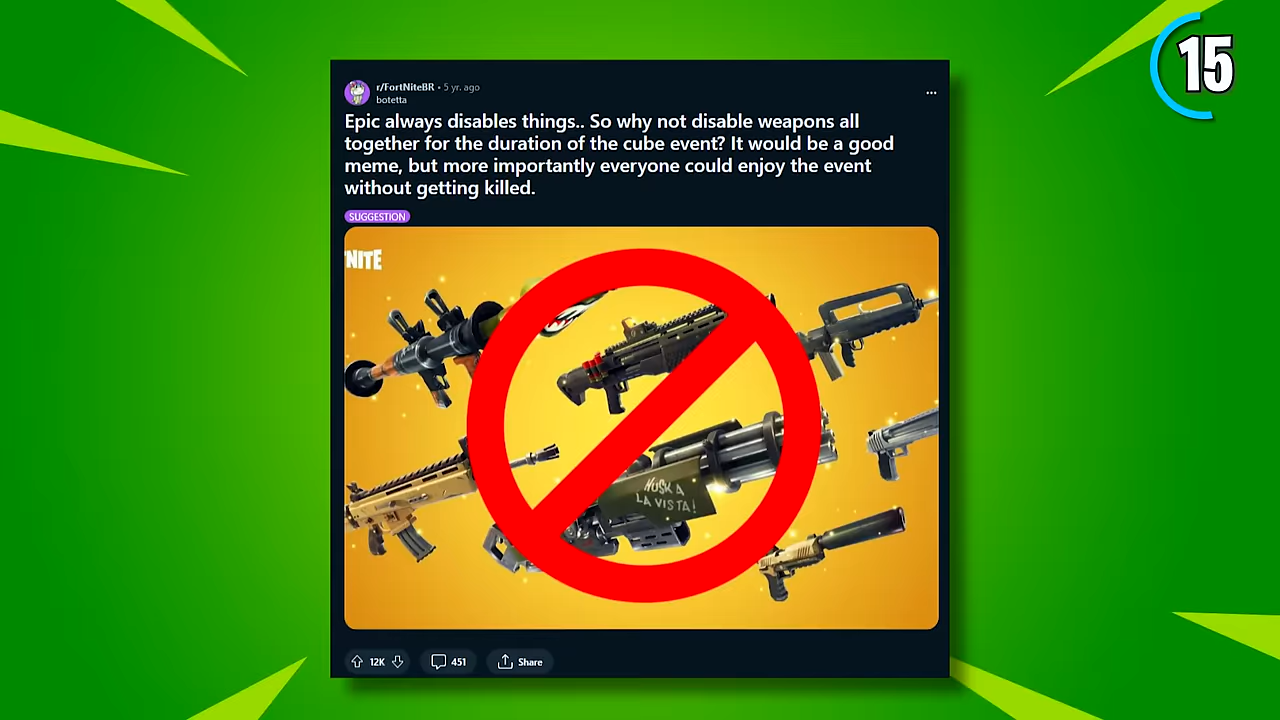 15
r/FortNiteBR • 5 yr. ago
botetta
Epic always disables things.. So why not disable weapons all
together for the duration of the cube event? It would be a good
meme, but more importantly everyone could enjoy the event
without getting killed.
SUGGESTION
NITE
HUSK A
LA VISTA!
12K 451 Share